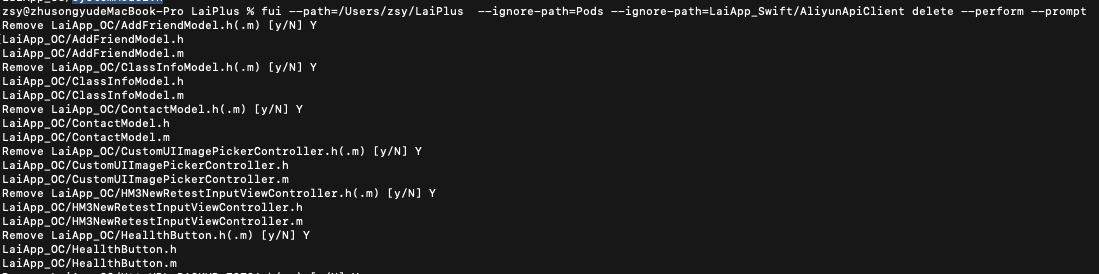 zsy@zhusongyudeMacBook-Pro LaiPlus % fui --path=/Users/zsy/LaiPlus  --ignore-path=Pods --ignore-path=LaiApp_Swift/AliyunApiClient delete --perform --prompt
Remove LaiApp_OC/AddFriendModel.h(.m) [y/N] Y
LaiApp_OC/AddFriendModel.h
LaiApp_OC/AddFriendModel.m
Remove LaiApp_OC/ClassInfoModel.h(.m) [y/N] Y
LaiApp_OC/ClassInfoModel.h
LaiApp_OC/ClassInfoModel.m
Remove LaiApp_OC/ContactModel.h(.m) [y/N] Y
LaiApp_OC/ContactModel.h
LaiApp_OC/ContactModel.m
Remove LaiApp_OC/CustomUIImagePickerController.h(.m) [y/N] Y
LaiApp_OC/CustomUIImagePickerController.h
LaiApp_OC/CustomUIImagePickerController.m
Remove LaiApp_OC/HM3NewRetestInputViewController.h(.m) [y/N] Y
LaiApp_OC/HM3NewRetestInputViewController.h
LaiApp_OC/HM3NewRetestInputViewController.m
Remove LaiApp_OC/HeallthButton.h(.m) [y/N] Y
LaiApp_OC/HeallthButton.h
LaiApp_OC/HeallthButton.m